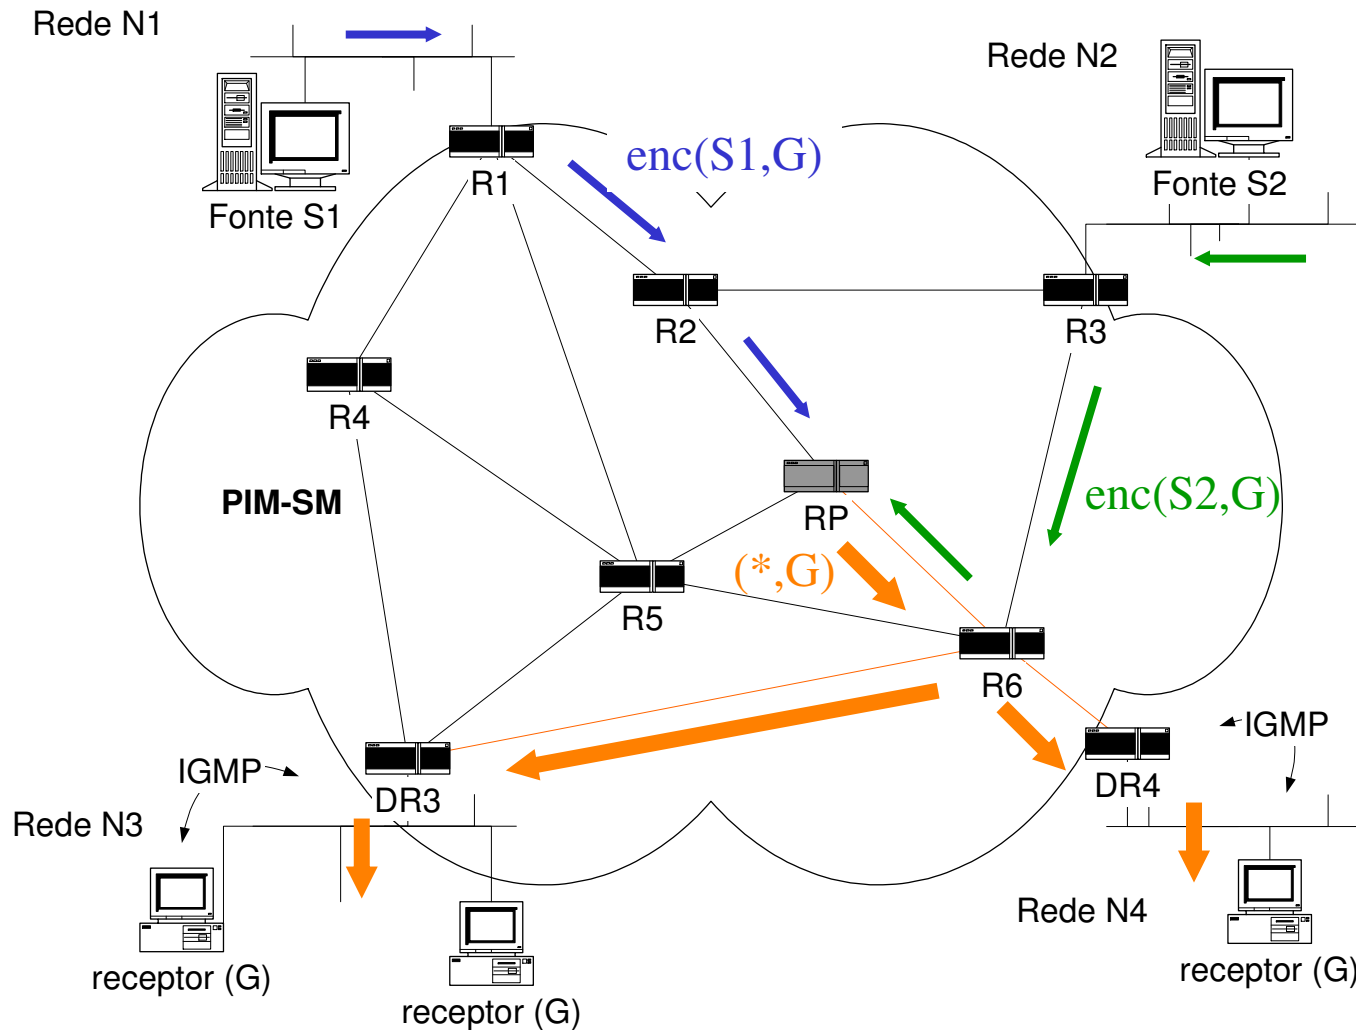 Rede N1
Rede N2
enc(S1,G)
R1
Fonte S1
Fonte S2
R2
R3
R4
PIM-SM
RP
enc(S2,G)
(*,G)
R5
R6
IGMP
IGMP
DR3
DR4
Rede N3
Rede N4
receptor (G)
receptor (G)
receptor (G)